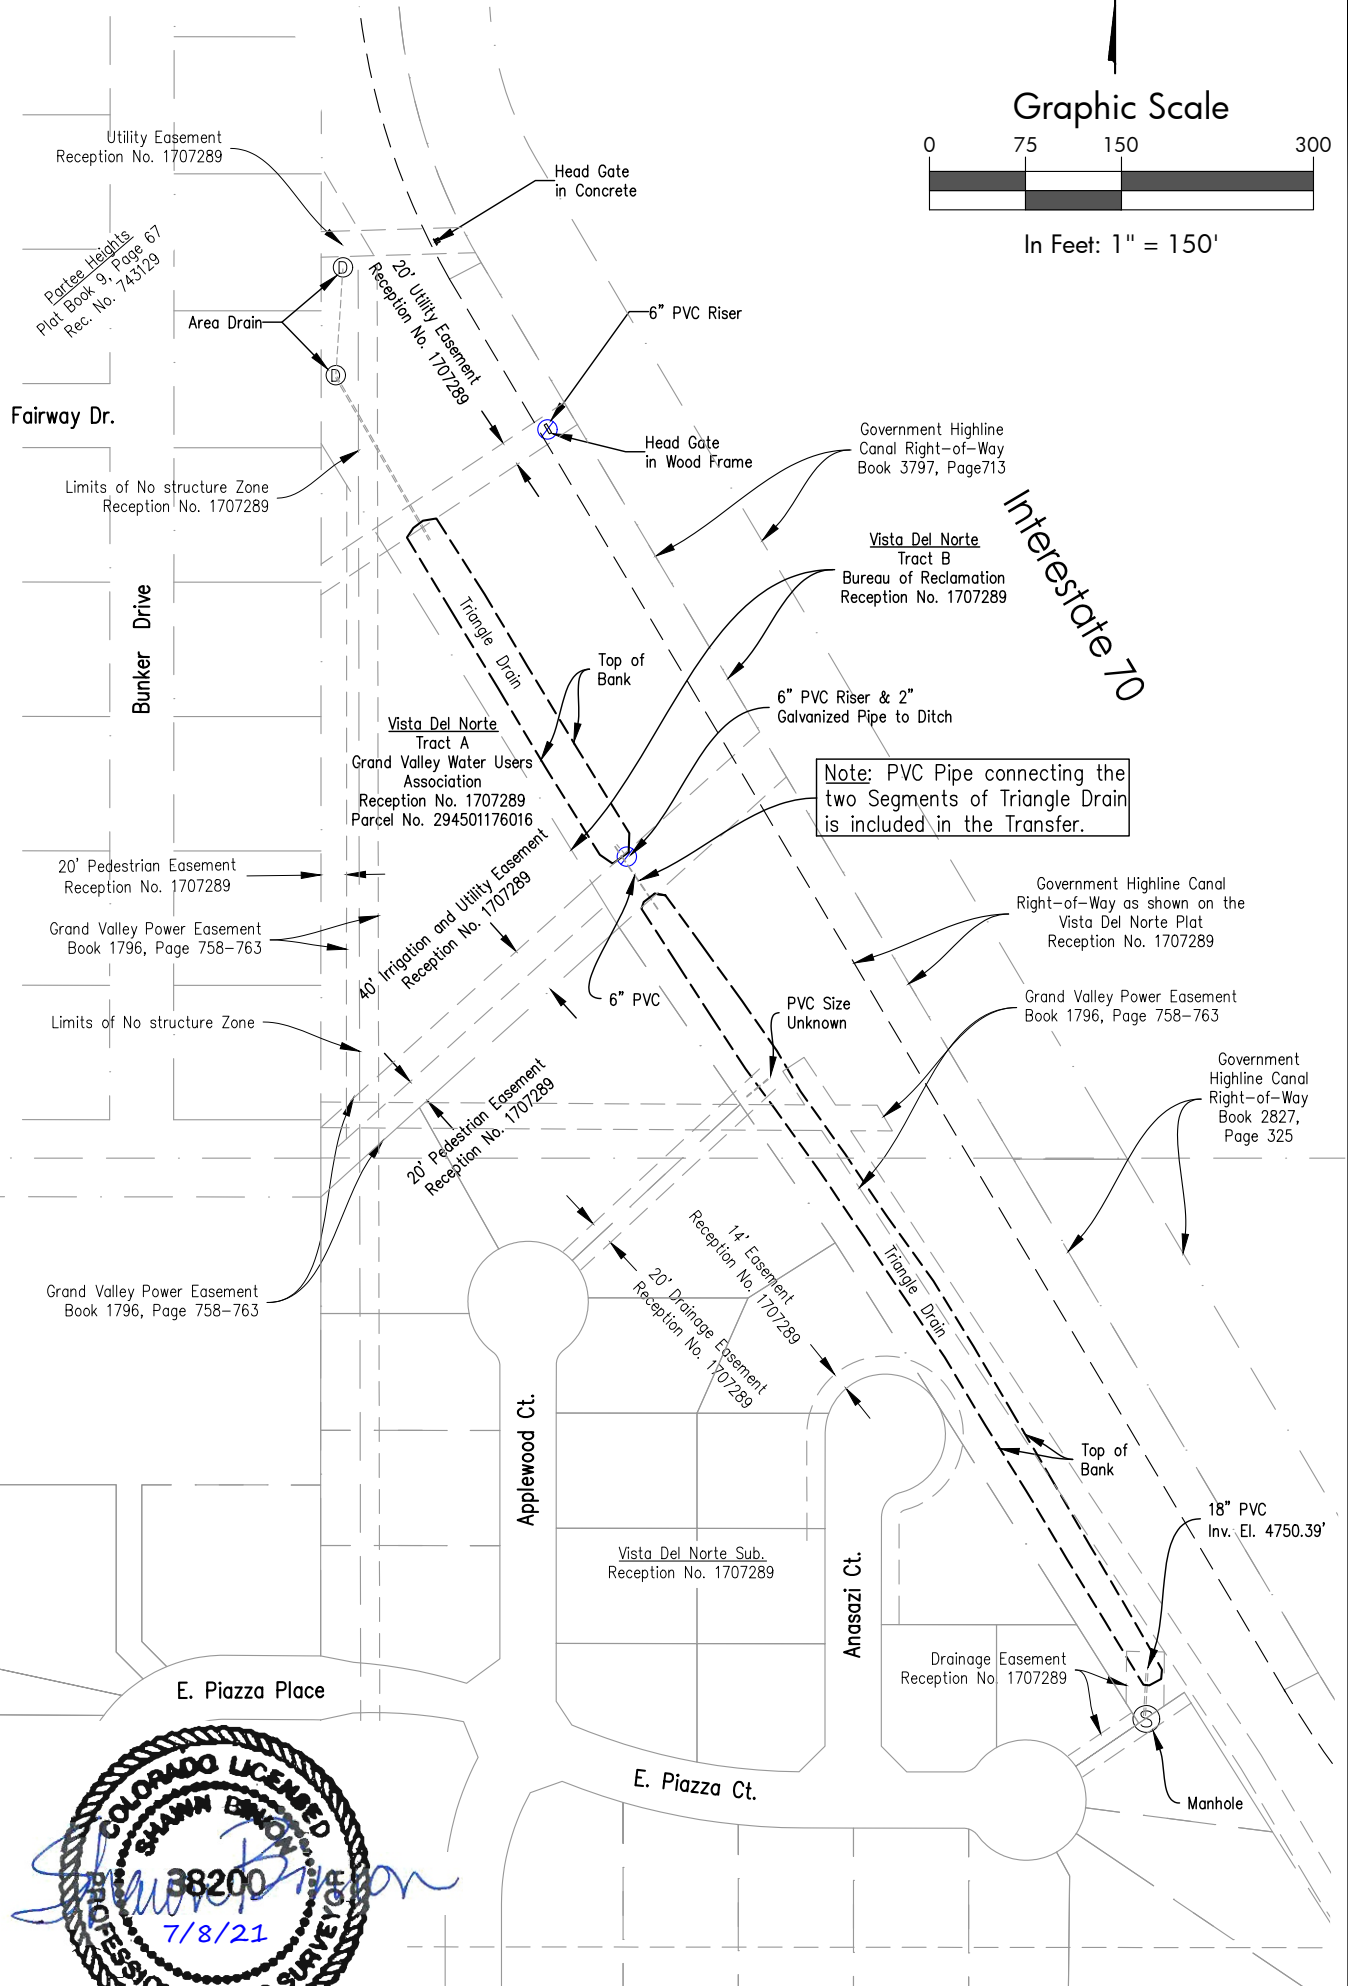 Graphic Scale
0 75 150 300
In Feet: 1" = 150'
Utility Easement
Reception No. 1707289
Head Gate
in Concrete
Partee Heights
Plat Book 9, Page 67
Rec. No. 743129
20' Utility Easement
Reception No. 1707289
Area Drain
D
D
6" PVC Riser
Fairway Dr.
Head Gate
in Wood Frame
Government Highline
Canal Right-of-Way
Book 3797, Page713
Limits of No structure Zone
Reception No. 1707289
Interestate 70
Vista Del Norte
Tract B
Bureau of Reclamation
Reception No. 1707289
Bunker Drive
Triangle Drain
Top of
Bank
6" PVC Riser & 2"
Galvanized Pipe to Ditch
Vista Del Norte
Tract A
Grand Valley Water Users
Association
Reception No. 1707289
Parcel No. 294501176016
Note: PVC Pipe connecting the
two Segments of Triangle Drain
is included in the Transfer.
20' Pedestrian Easement
Reception No. 1707289
40' Irrigation and Utility Easement
Reception No. 1707289
Government Highline Canal
Right-of-Way as shown on the
Vista Del Norte Plat
Reception No. 1707289
Grand Valley Power Easement
Book 1796, Page 758-763
6" PVC
PVC Size
Unknown
Grand Valley Power Easement
Book 1796, Page 758-763
Limits of No structure Zone
Government
Highline Canal
Right-of-Way
Book 2827,
Page 325
20' Pedestrian Easement
Reception No. 1707289
14' Easement
Reception No. 1707289
20' Drainage Easement
Reception No. 1707289
Triangle Drain
Grand Valley Power Easement
Book 1796, Page 758-763
Applewood Ct.
Top of
Bank
18" PVC
Inv. El. 4750.39'
Vista Del Norte Sub.
Reception No. 1707289
Anasazi Ct.
Drainage Easement
Reception No. 1707289
E. Piazza Place
S
E. Piazza Ct.
Manhole
COLORADO LICENSED
SHAWN BINION
38200
7/8/21
Shawn Binion